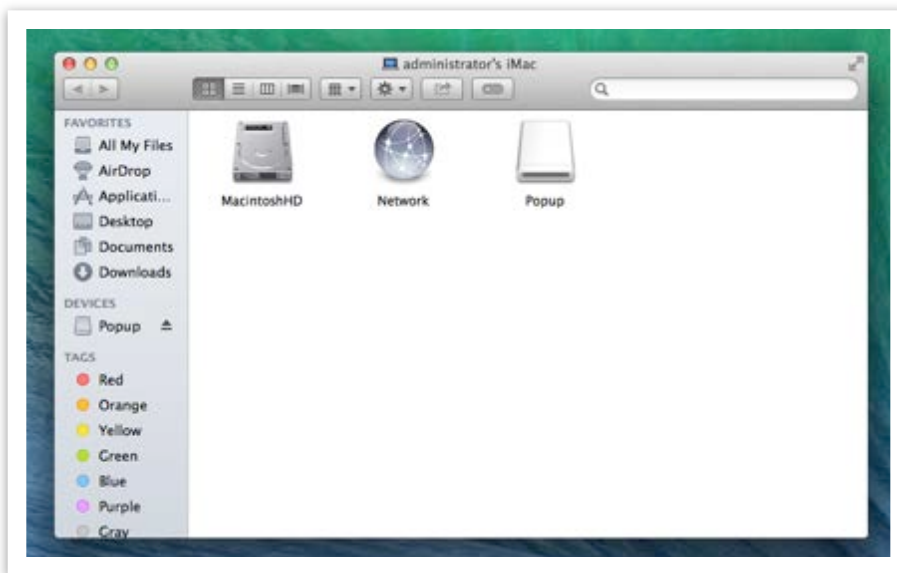 administrator's iMac
FAVORITES
All My Files
AirDrop
Applicati...
Desktop
Documents
Downloads
DEVICES
Popup
TAGS
Red
Orange
Yellow
Green
Blue
Purple
Gray
MacintoshHD
Network
Popup